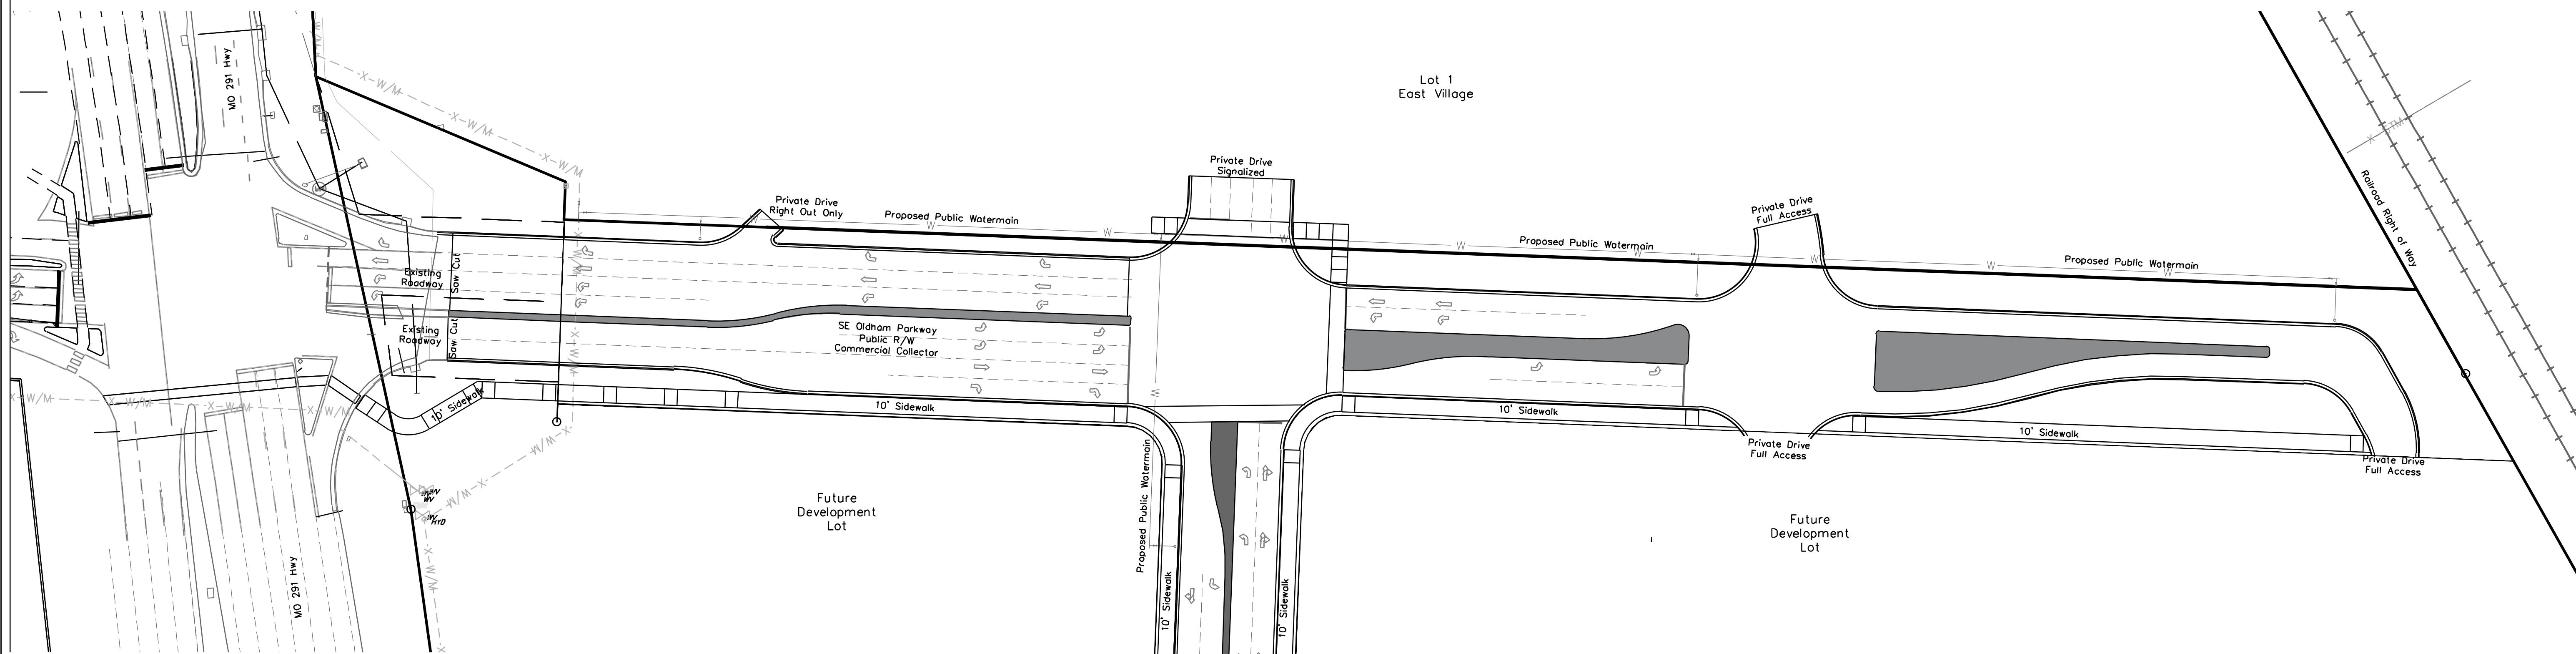 MO 291 Hwy
X-W/M
X-W/M
X-W/M
Lot 1
East Village
Private Drive
Signalized
Private Drive
Right Out Only
Proposed Public Watermain
W
W
W
W
Private Drive
Full Access
Proposed Public Watermain
W
W
W
Proposed Public Watermain
W
W
Railroad Right of Way
Existing
Roadway
Saw Cut
Existing
Roadway
Saw Cut
SE Oldham Parkway
Public R/W
Commercial Collector
10' Sidewalk
10' Sidewalk
10' Sidewalk
10' Sidewalk
Private Drive
Full Access
Private Drive
Full Access
X-W/M
X-W/M
X-W/M
X-W/M
X-W/M
X-W/M
HYD
W
Proposed Public Watermain
Future
Development
Lot
Future
Development
Lot
MO 291 Hwy
X-W/M
10' Sidewalk
10' Sidewalk